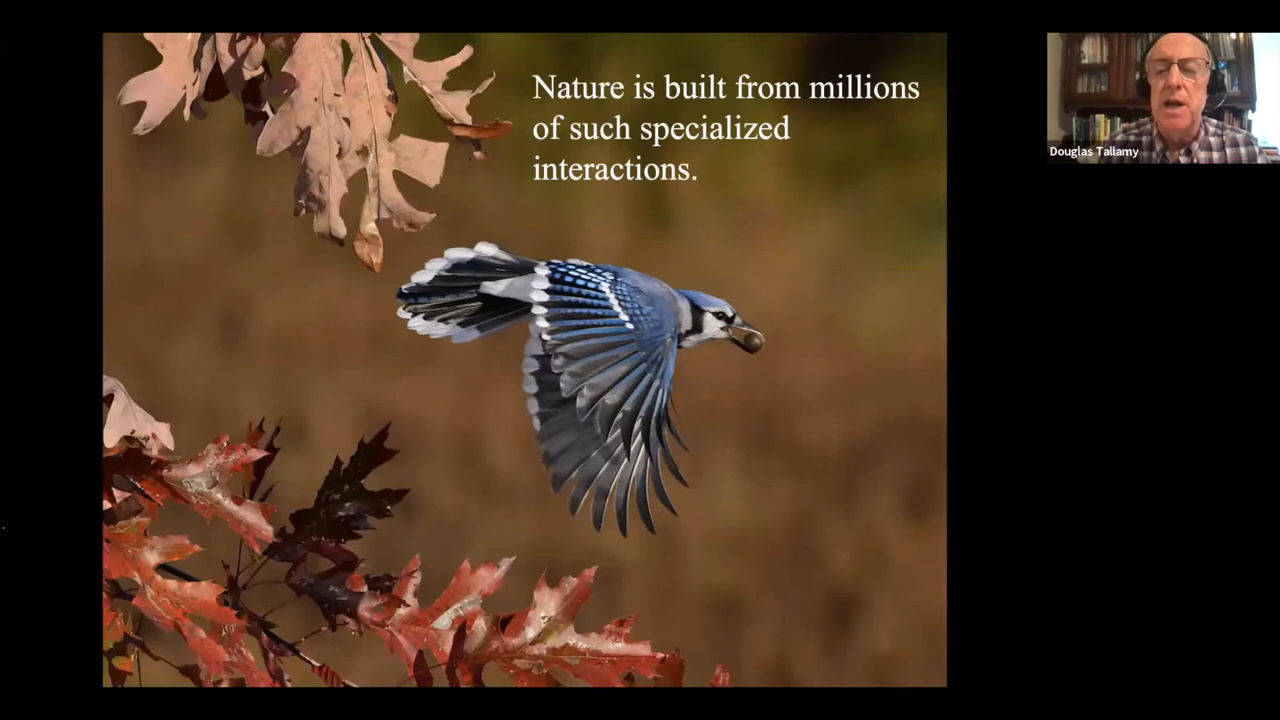 Nature is built from millions
of such specialized
interactions.
Douglas Tallamy